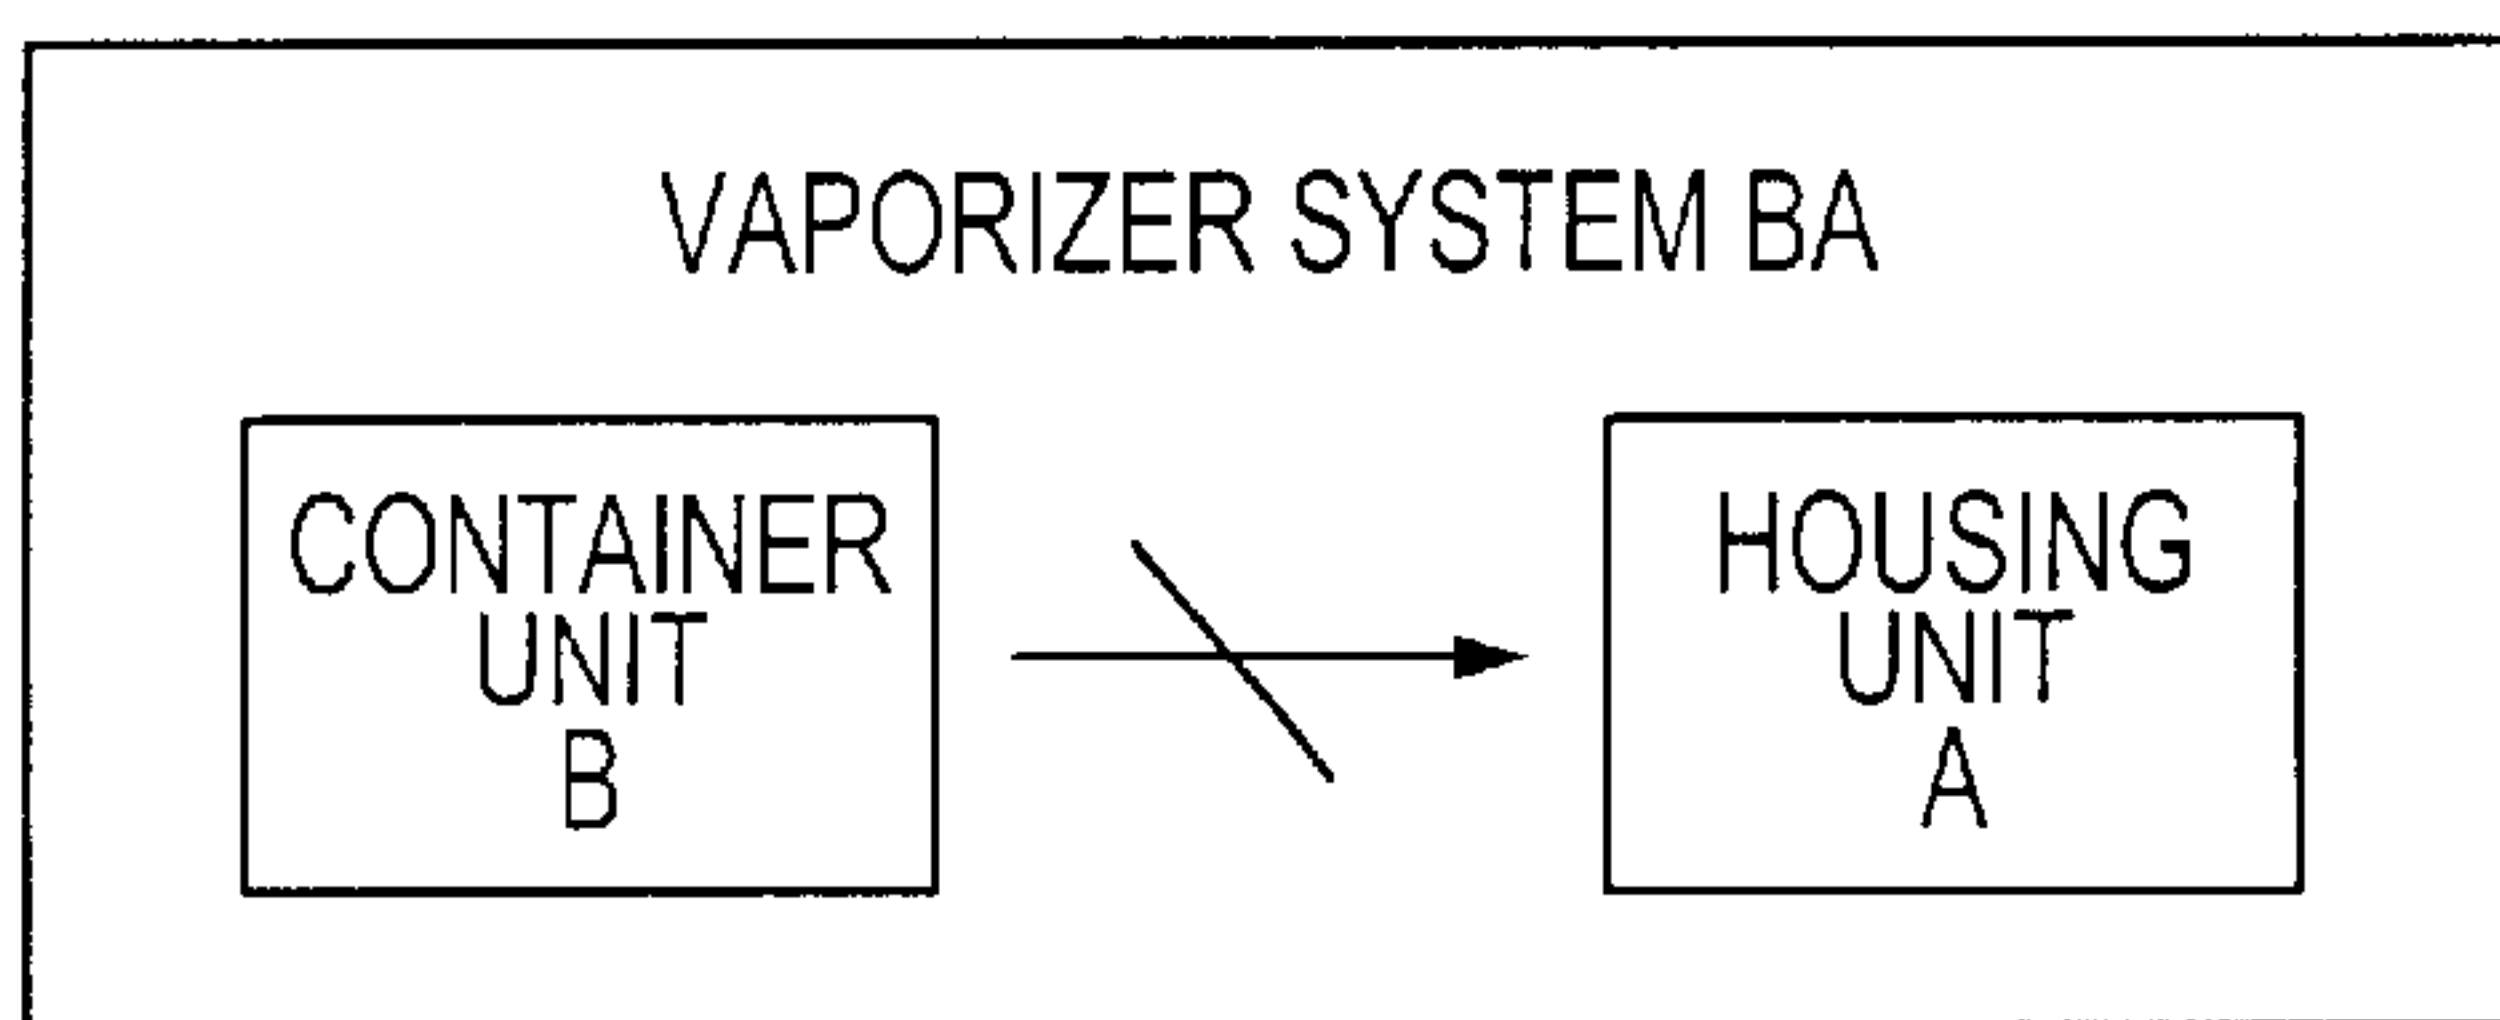 VAPORIZER SYSTEM BA
CONTAINER
UNIT
B
HOUSING
UNIT
A